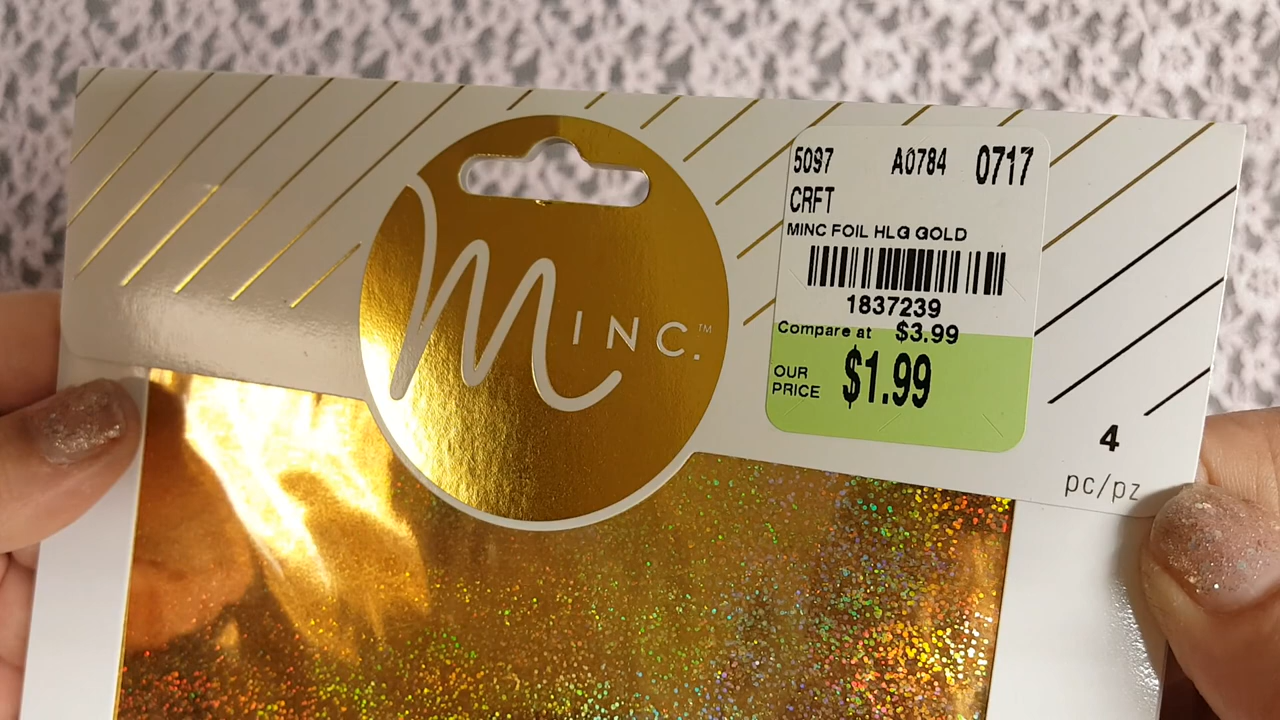 MINC.™
5097 A0784 0717
CRFT
MINC FOIL HLG GOLD
1837239
Compare at $3.99
OUR PRICE $1.99
4
pc/pz